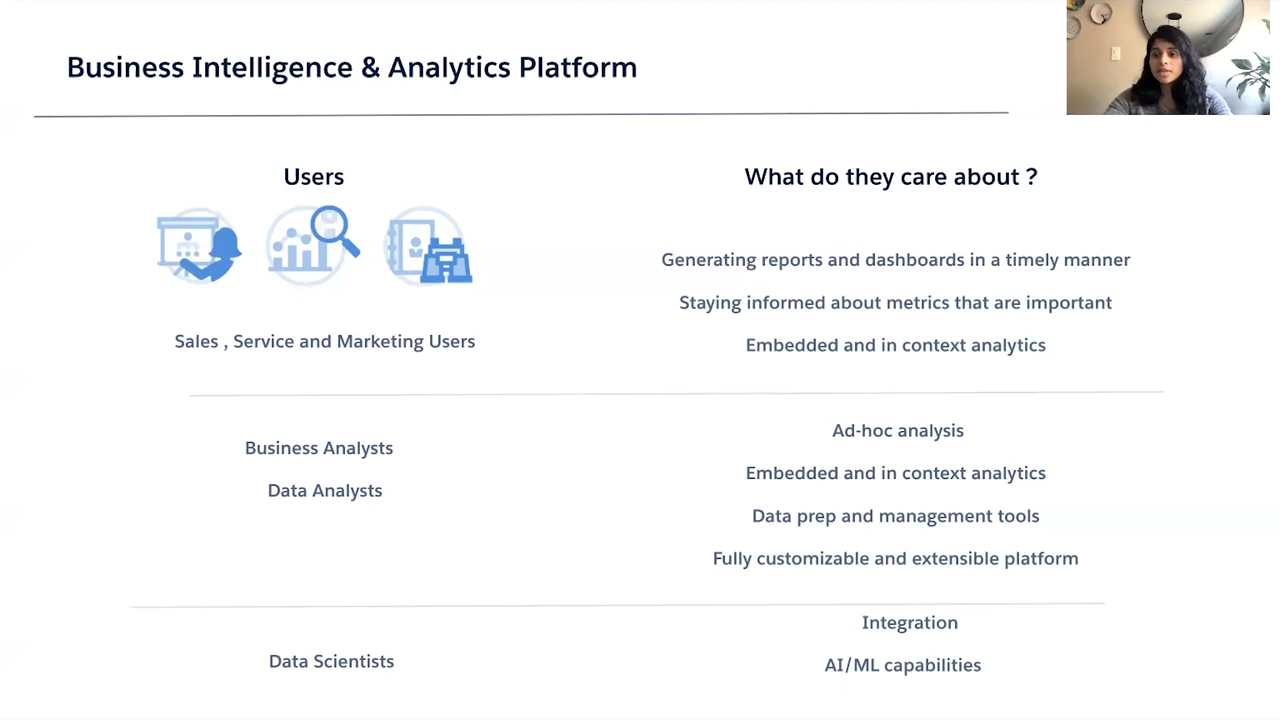 Business Intelligence & Analytics Platform
Users
What do they care about ?
Generating reports and dashboards in a timely manner
Staying informed about metrics that are important
Sales , Service and Marketing Users
Embedded and in context analytics
Ad-hoc analysis
Business Analysts
Embedded and in context analytics
Data Analysts
Data prep and management tools
Fully customizable and extensible platform
Integration
Data Scientists
AI/ML capabilities